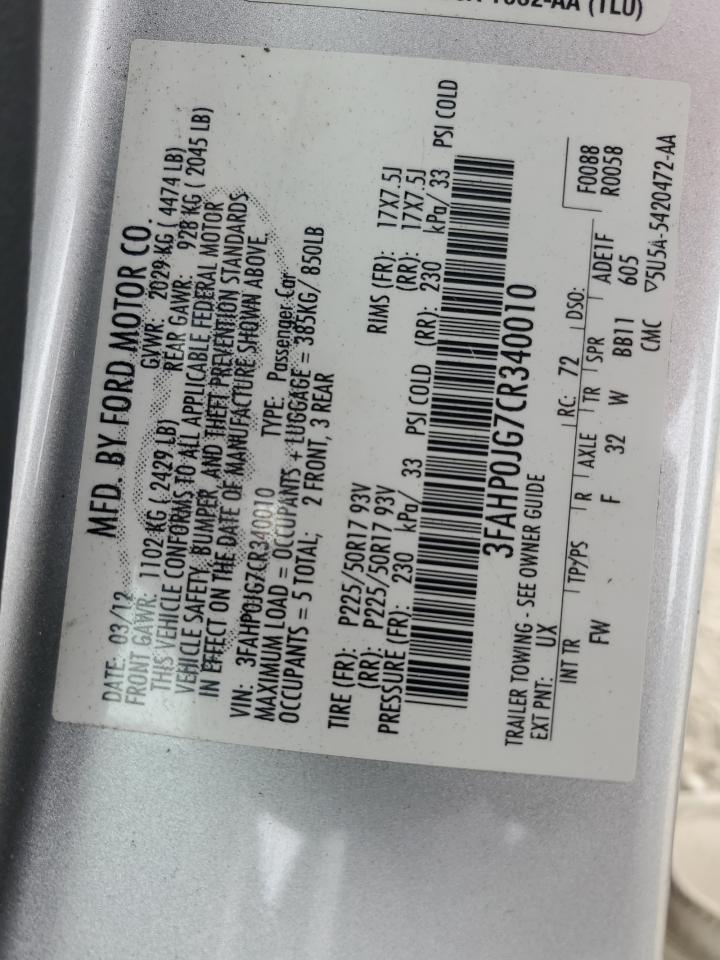 1882-AA (TLU)
MFD. BY FORD MOTOR CO.
DATE: 03/12 GVWR: 2029 KG ( 4474 LB)
FRONT GAWR: 1102 KG ( 2429 LB) REAR GAWR: 928 KG ( 2045 LB)
THIS VEHICLE CONFORMS TO ALL APPLICABLE FEDERAL MOTOR
VEHICLE SAFETY, BUMPER, AND THEFT PREVENTION STANDARDS
IN EFFECT ON THE DATE OF MANUFACTURE SHOWN ABOVE.
VIN: 3FAHP0JG7CR340010 TYPE: Passenger Car
MAXIMUM LOAD = OCCUPANTS + LUGGAGE = 385KG/ 850LB
OCCUPANTS = 5 TOTAL; 2 FRONT, 3 REAR
TIRE (FR): P225/50R17 93V RIMS (FR): 17X7.5J
(RR): P225/50R17 93V (RR): 17X7.5J
PRESSURE (FR): 230 kPa/ 33 PSI COLD (RR): 230 kPa/ 33 PSI COLD
3FAHP0JG7CR340010
TRAILER TOWING - SEE OWNER GUIDE
EXT PNT: UX RC: 72 DSO: F0088
R0058
INT TR TP/PS R AXLE TR SPR ADE1F
FW F 32 W BB11 605
CMC ▽5U5A-5420472-AA